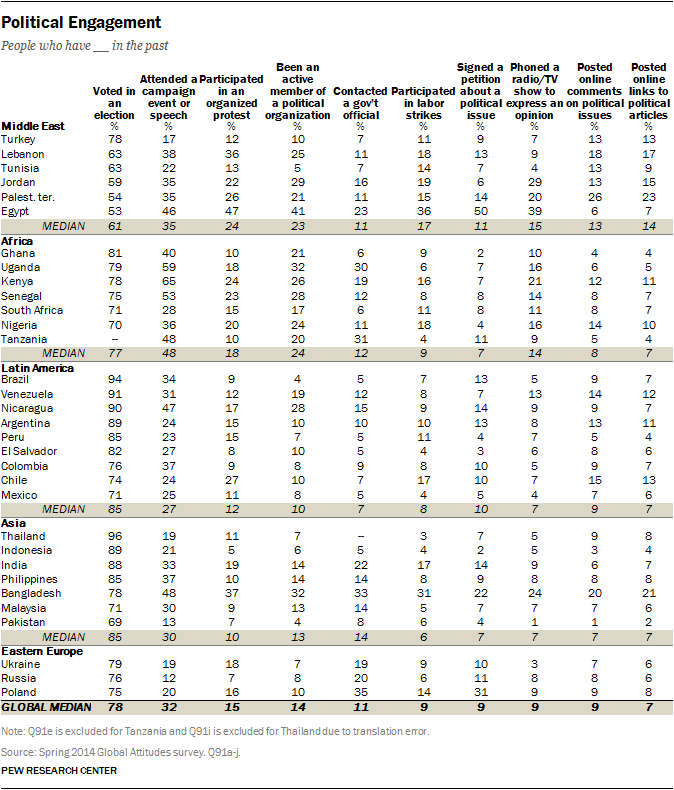 Political Engagement
People who have __ in the past
Voted in an election
Attended a campaign event or speech
Participated in an organized protest
Been an active member of a political organization
Contacted a gov't official
Participated in labor strikes
Signed a petition about a political issue
Phoned a radio/TV show to express an opinion
Posted online comments on political issues
Posted online links to political articles
Middle East % % % % % % % % % %
Turkey 78 17 12 10 7 11 9 7 13 13
Lebanon 63 38 36 25 11 18 13 9 18 17
Tunisia 63 22 13 5 7 14 7 4 13 9
Jordan 59 35 22 29 16 19 6 29 13 15
Palest. ter. 54 35 26 21 11 15 14 20 26 23
Egypt 53 46 47 41 23 36 50 39 6 7
MEDIAN 61 35 24 23 11 17 11 15 13 14
Africa
Ghana 81 40 10 21 6 9 2 10 4 4
Uganda 79 59 18 32 30 6 7 16 6 5
Kenya 78 65 24 26 19 16 7 21 12 11
Senegal 75 53 23 28 12 8 8 14 8 7
South Africa 71 28 15 17 6 11 8 11 8 7
Nigeria 70 36 20 24 11 18 4 16 14 10
Tanzania -- 48 10 20 31 4 11 9 5 4
MEDIAN 77 48 18 24 12 9 7 14 8 7
Latin America
Brazil 94 34 9 4 5 7 13 5 9 7
Venezuela 91 31 12 19 12 8 7 13 14 12
Nicaragua 90 47 17 28 15 9 14 9 9 7
Argentina 89 24 15 10 10 10 13 8 13 11
Peru 85 23 15 7 5 11 4 7 5 4
El Salvador 82 27 8 10 5 4 3 6 8 6
Colombia 76 37 9 8 9 8 10 5 9 7
Chile 74 24 27 10 7 17 10 7 15 13
Mexico 71 25 11 8 5 4 5 4 7 6
MEDIAN 85 27 12 10 7 8 10 7 9 7
Asia
Thailand 96 19 11 7 -- 3 7 5 9 8
Indonesia 89 21 5 6 5 4 2 5 3 4
India 88 33 19 14 22 17 14 9 6 7
Philippines 85 37 10 14 14 8 9 8 8 8
Bangladesh 78 48 37 32 33 31 22 24 20 21
Malaysia 71 30 9 13 14 5 7 7 7 6
Pakistan 69 13 7 4 8 6 4 1 1 2
MEDIAN 85 30 10 13 14 6 7 7 7 7
Eastern Europe
Ukraine 79 19 18 7 19 9 10 3 7 6
Russia 76 12 7 8 20 6 11 8 8 6
Poland 75 20 16 10 35 14 31 9 9 8
GLOBAL MEDIAN 78 32 15 14 11 9 9 9 9 7
Note: Q91e is excluded for Tanzania and Q91i is excluded for Thailand due to translation error.
Source: Spring 2014 Global Attitudes survey. Q91a-j.
PEW RESEARCH CENTER